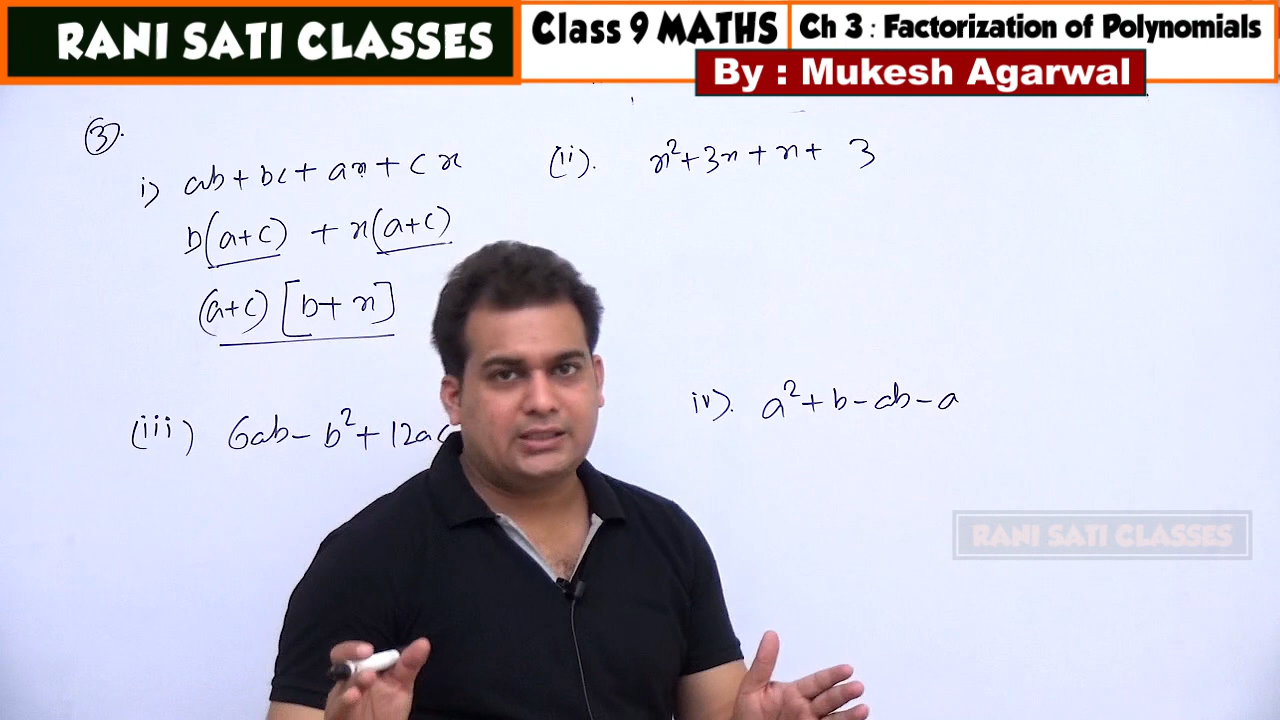 RANI SATI CLASSES
Class 9 MATHS
Ch 3 : Factorization of Polynomials
By : Mukesh Agarwal
③.
i) ab + bc + ax + cx
b(a+c) + x(a+c)
(a+c) [b+x]
(ii). x²+3x+x+ 3
(iii) 6ab - b² + 12ac
iv). a²+b-ab-a
RANI SATI CLASSES